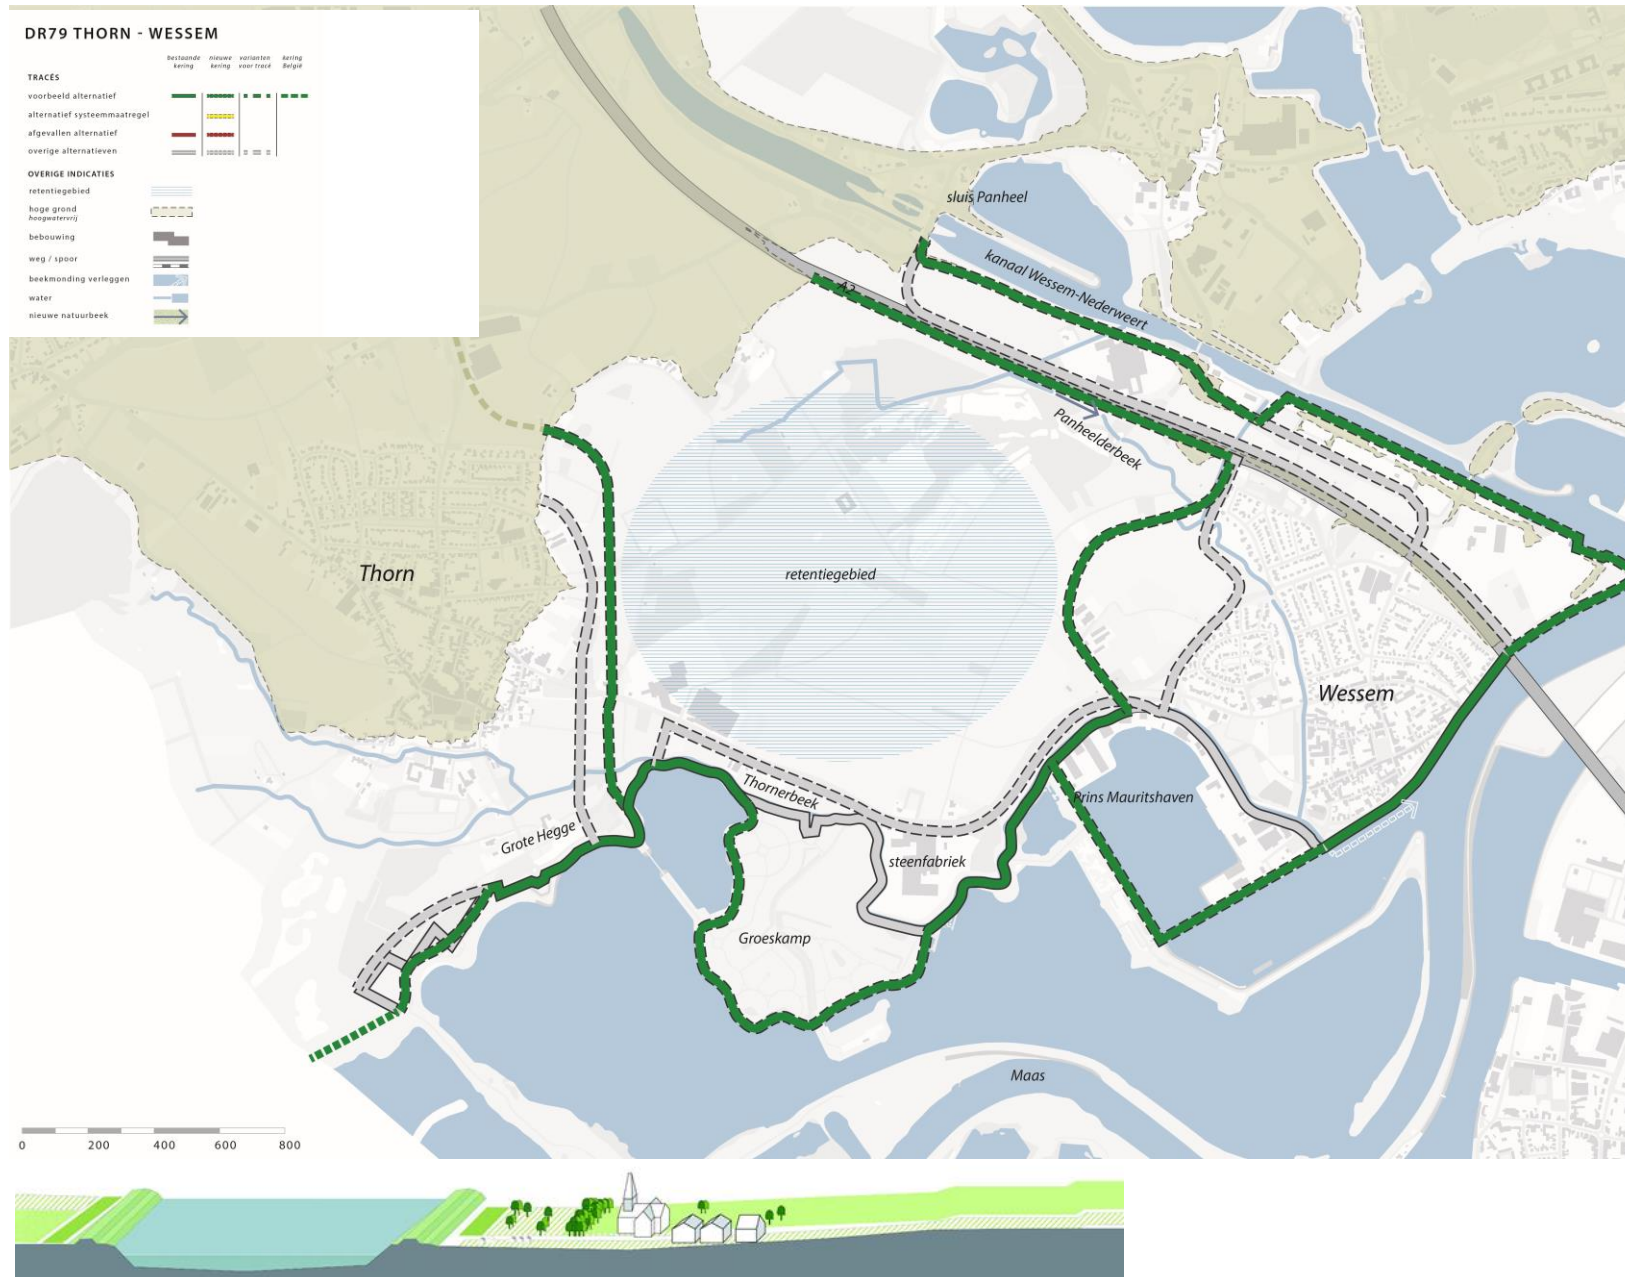 DR79 THORN - WESSEM
bestaande kering
nieuwe kering
varianten voor tracé
kering België
TRACÉS
voorbeeld alternatief
alternatief systeemmaatregel
afgevallen alternatief
overige alternatieven
OVERIGE INDICATIES
retentiegebied
hoge grond
hoogwatervrij
bebouwing
weg / spoor
beekmonding verleggen
water
nieuwe natuurbeek
sluis Panheel
kanaal Wessem-Nederweert
A2
Panheelderbeek
Thorn
retentiegebied
Wessem
Thornerbeek
Prins Mauritshaven
Grote Hegge
steenfabriek
Groeskamp
Maas
0 200 400 600 800